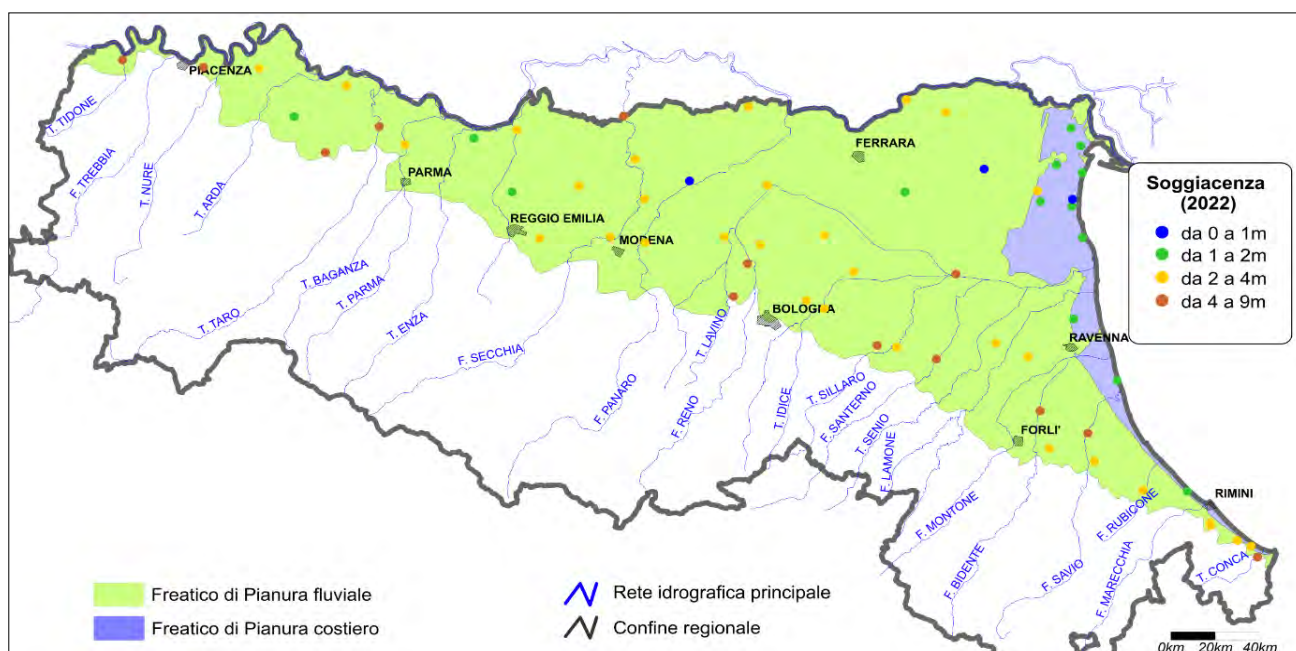 PIACENZA
T. TIDONE
F. TREBBIA
T. NURE
T. ARDA
PARMA
REGGIO EMILIA
MODENA
FERRARA
BOLOGNA
RAVENNA
FORLI'
RIMINI
T. TARO
T. BAGANZA
T. PARMA
T. ENZA
F. SECCHIA
F. PANARO
F. RENO
T. LAVINO
T. IDICE
T. SILLARO
F. SANTERNO
T. SENIO
F. LAMONE
F. MONTONE
F. BIDENTE
F. SAVIO
F. RUBICONE
F. MARECCHIA
T. CONCA
Soggiacenza
(2022)
da 0 a 1m
da 1 a 2m
da 2 a 4m
da 4 a 9m
Freatico di Pianura fluviale
Freatico di Pianura costiero
Rete idrografica principale
Confine regionale
0km 20km 40km